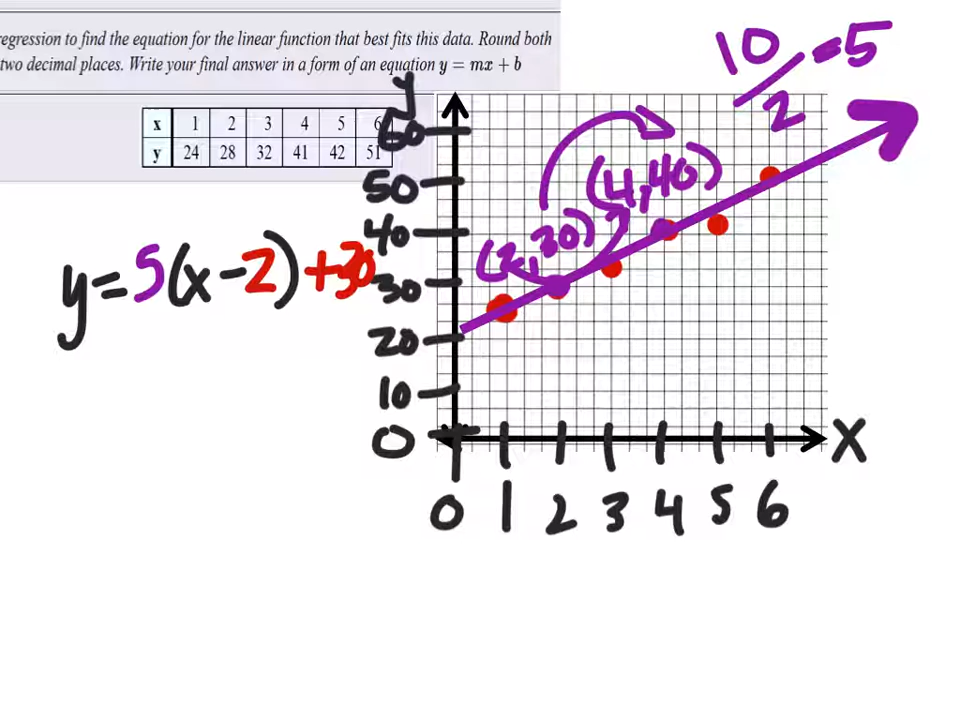 regression to find the equation for the linear function that best fits this data. Round both
two decimal places. Write your final answer in a form of an equation y = mx + b
x 1 2 3 4 5 6
y 24 28 32 41 42 51
10/2 = 5
y
60
50
40
30
20
10
0
(4,40)
(2,30)
y=5(x-2)+30
x
0 1 2 3 4 5 6